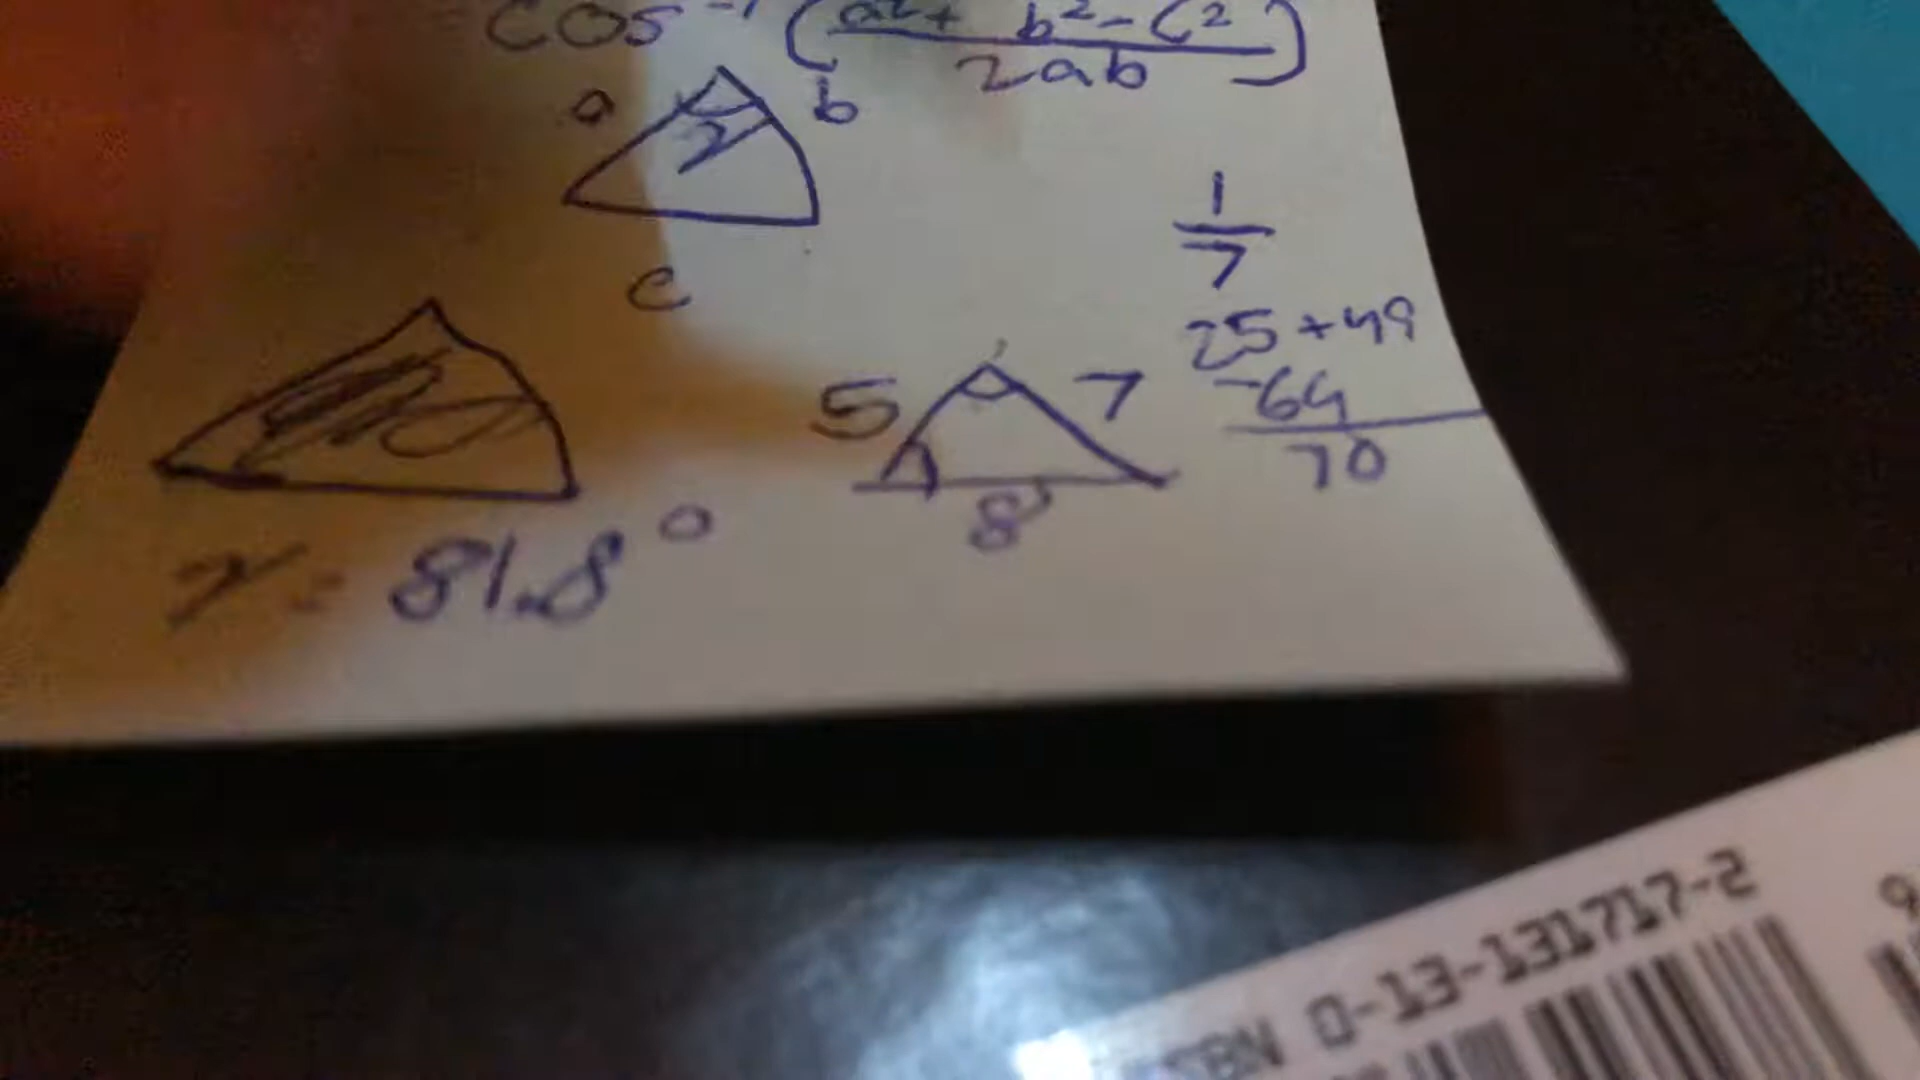 cos⁻¹ (a²+ b²-c²
2ab)
a
b
x
c
1
7
25+49
-64
70
5
7
8
x = 81.8°
ISBN 0-13-131717-2
9